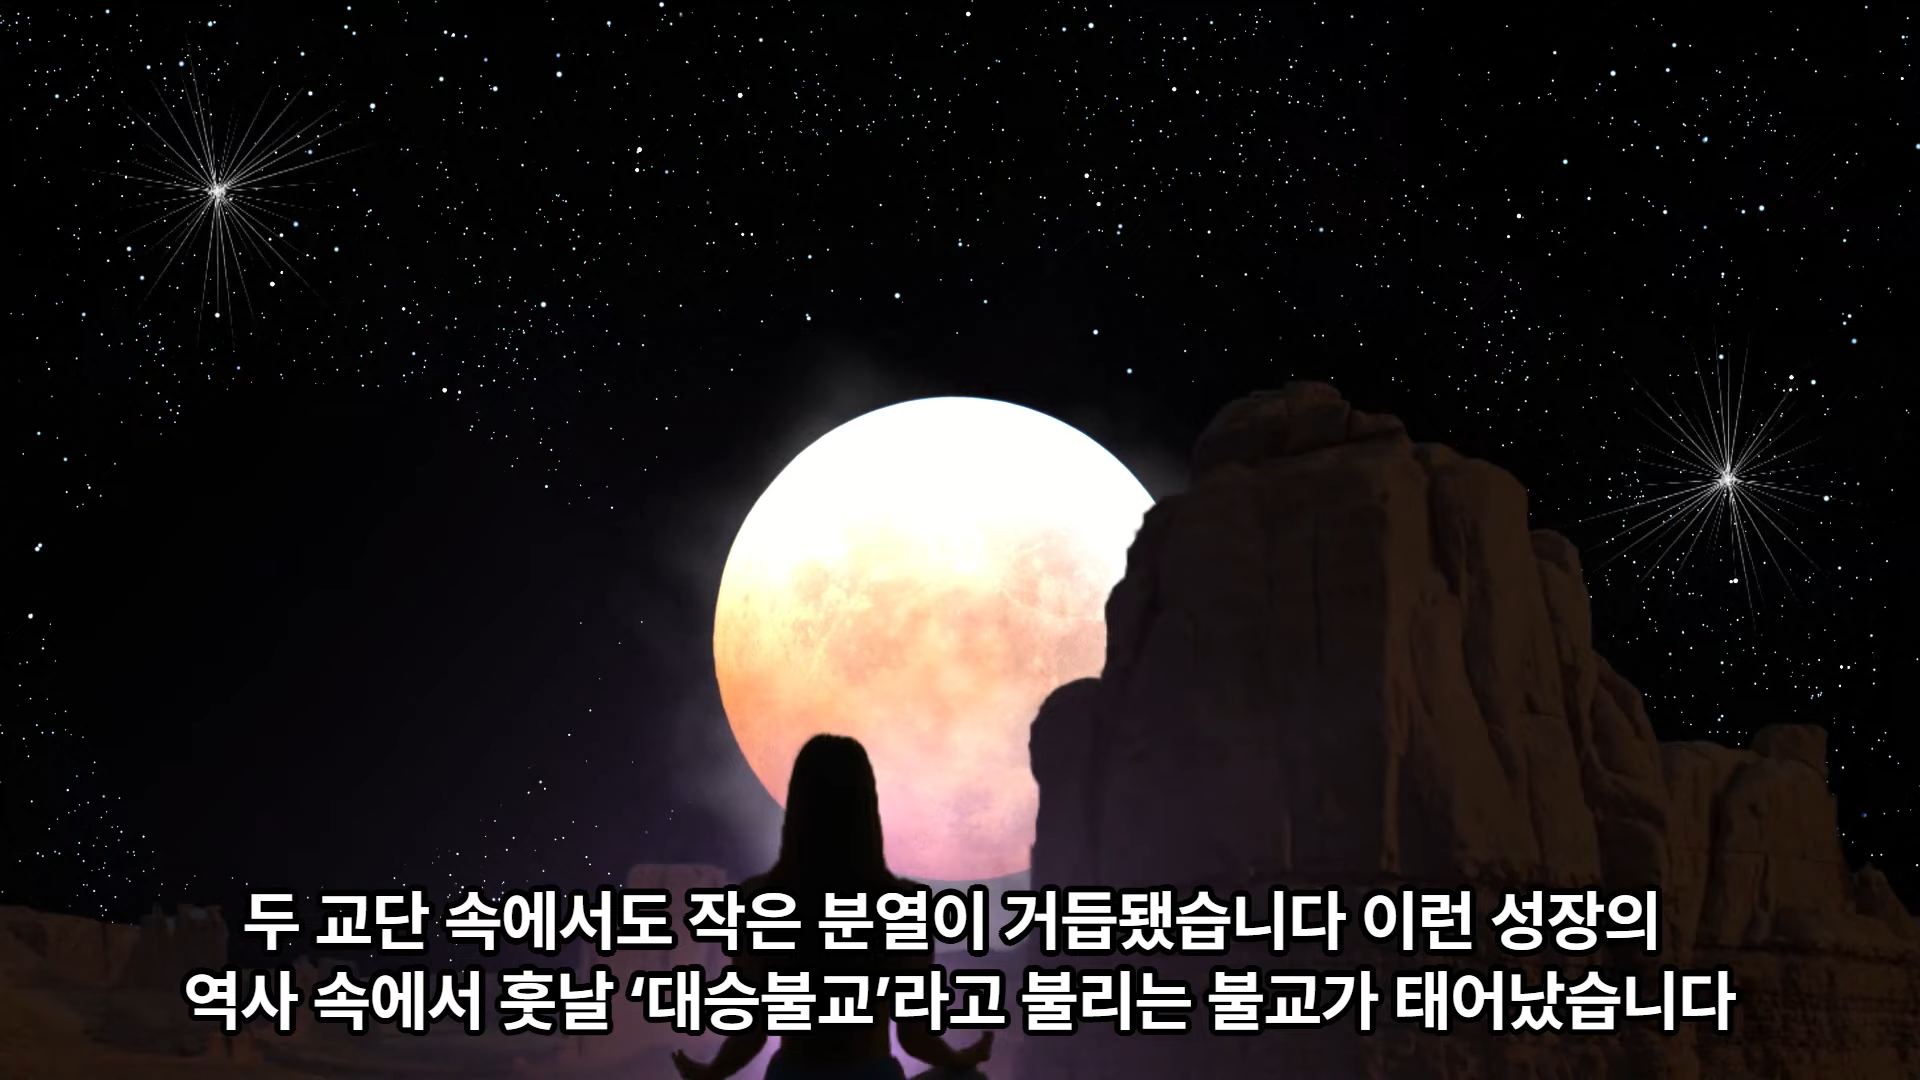 두 교단 속에서도 작은 분열이 거듭됐습니다 이런 성장의
역사 속에서 훗날 ‘대승불교’라고 불리는 불교가 태어났습니다